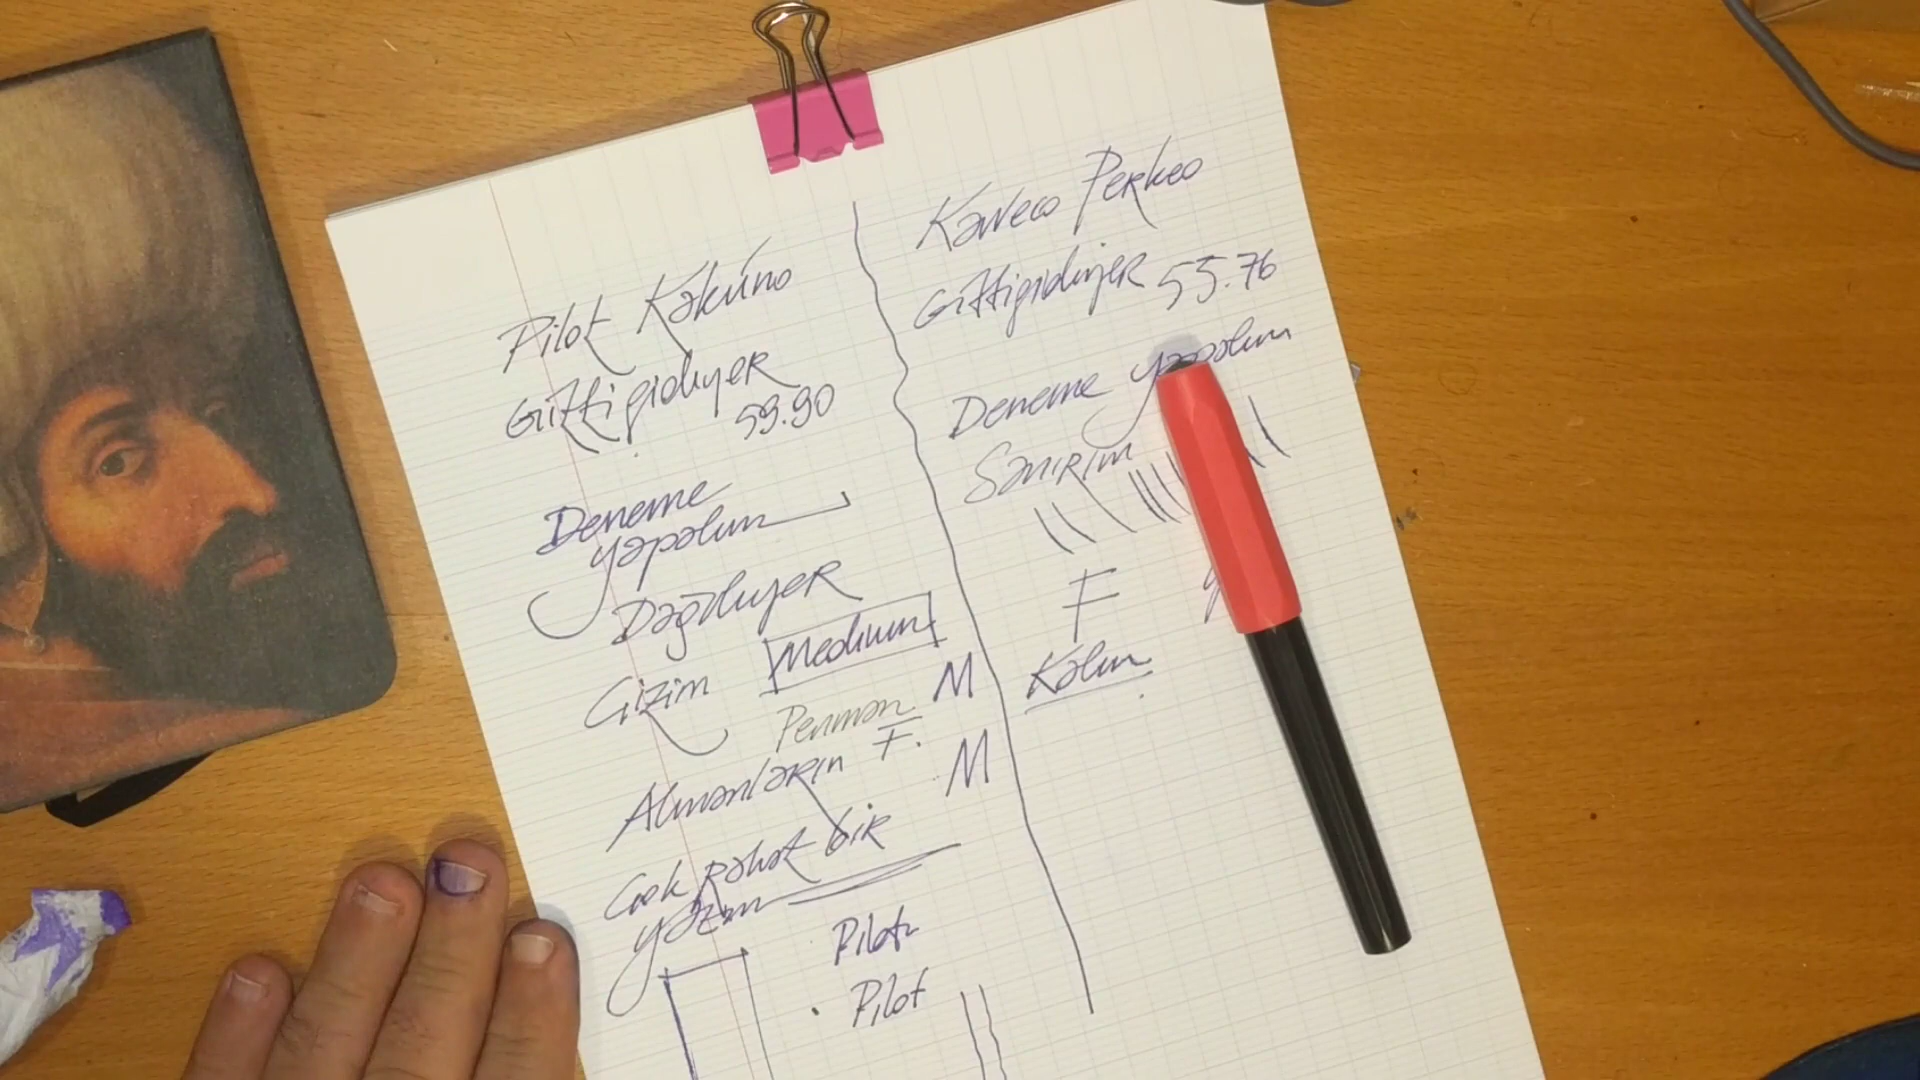 Pilot Kakuno
Gittigidiyor
59.90
Deneme
yapalım
Dağılıyor
Medium
Çizim
M
Penman
F.
Almanların
M
Çok rahat bir
yazım
Pilot
Pilot
Kaweco Perkeo
Gittigidiyor 55.76
Deneme yapalım
Sanırım
F
Kalın